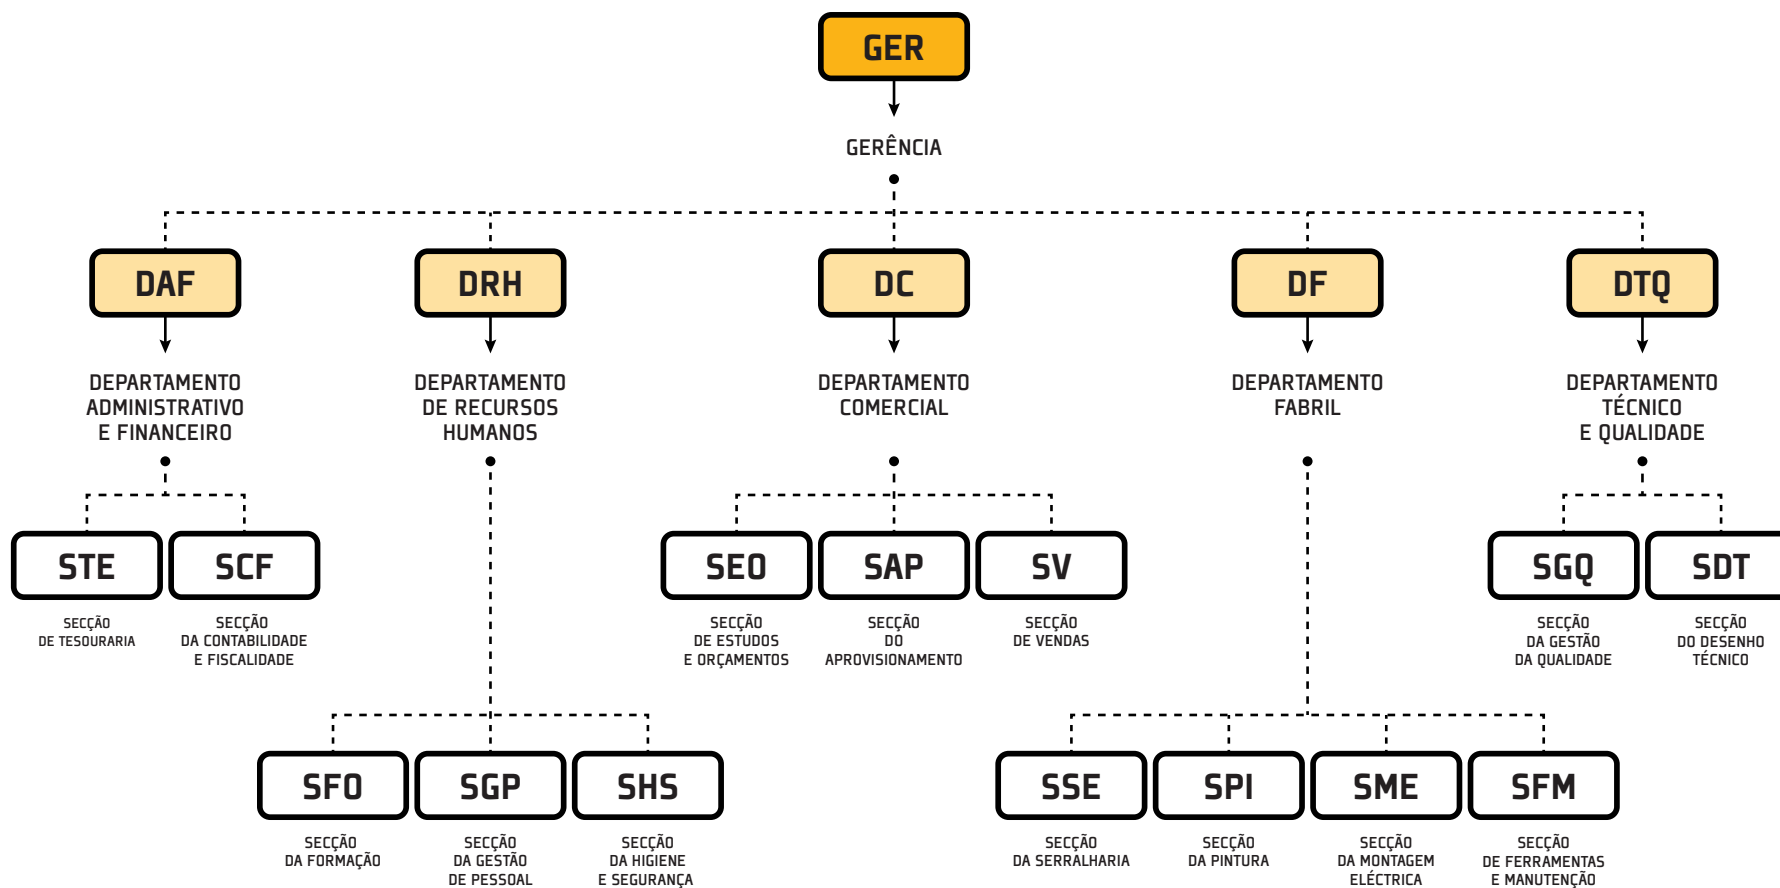 GER
GERÊNCIA
DAF
DRH
DC
DF
DTQ
DEPARTAMENTO
ADMINISTRATIVO
E FINANCEIRO
DEPARTAMENTO
DE RECURSOS
HUMANOS
DEPARTAMENTO
COMERCIAL
DEPARTAMENTO
FABRIL
DEPARTAMENTO
TÉCNICO
E QUALIDADE
STE
SCF
SEO
SAP
SV
SGQ
SDT
SECÇÃO
DE TESOURARIA
SECÇÃO
DA CONTABILIDADE
E FISCALIDADE
SECÇÃO
DE ESTUDOS
E ORÇAMENTOS
SECÇÃO
DO
APROVISIONAMENTO
SECÇÃO
DE VENDAS
SECÇÃO
DA GESTÃO
DA QUALIDADE
SECÇÃO
DO DESENHO
TÉCNICO
SFO
SGP
SHS
SSE
SPI
SME
SFM
SECÇÃO
DA FORMAÇÃO
SECÇÃO
DA GESTÃO
DE PESSOAL
SECÇÃO
DA HIGIENE
E SEGURANÇA
SECÇÃO
DA SERRALHARIA
SECÇÃO
DA PINTURA
SECÇÃO
DA MONTAGEM
ELÉCTRICA
SECÇÃO
DE FERRAMENTAS
E MANUTENÇÃO